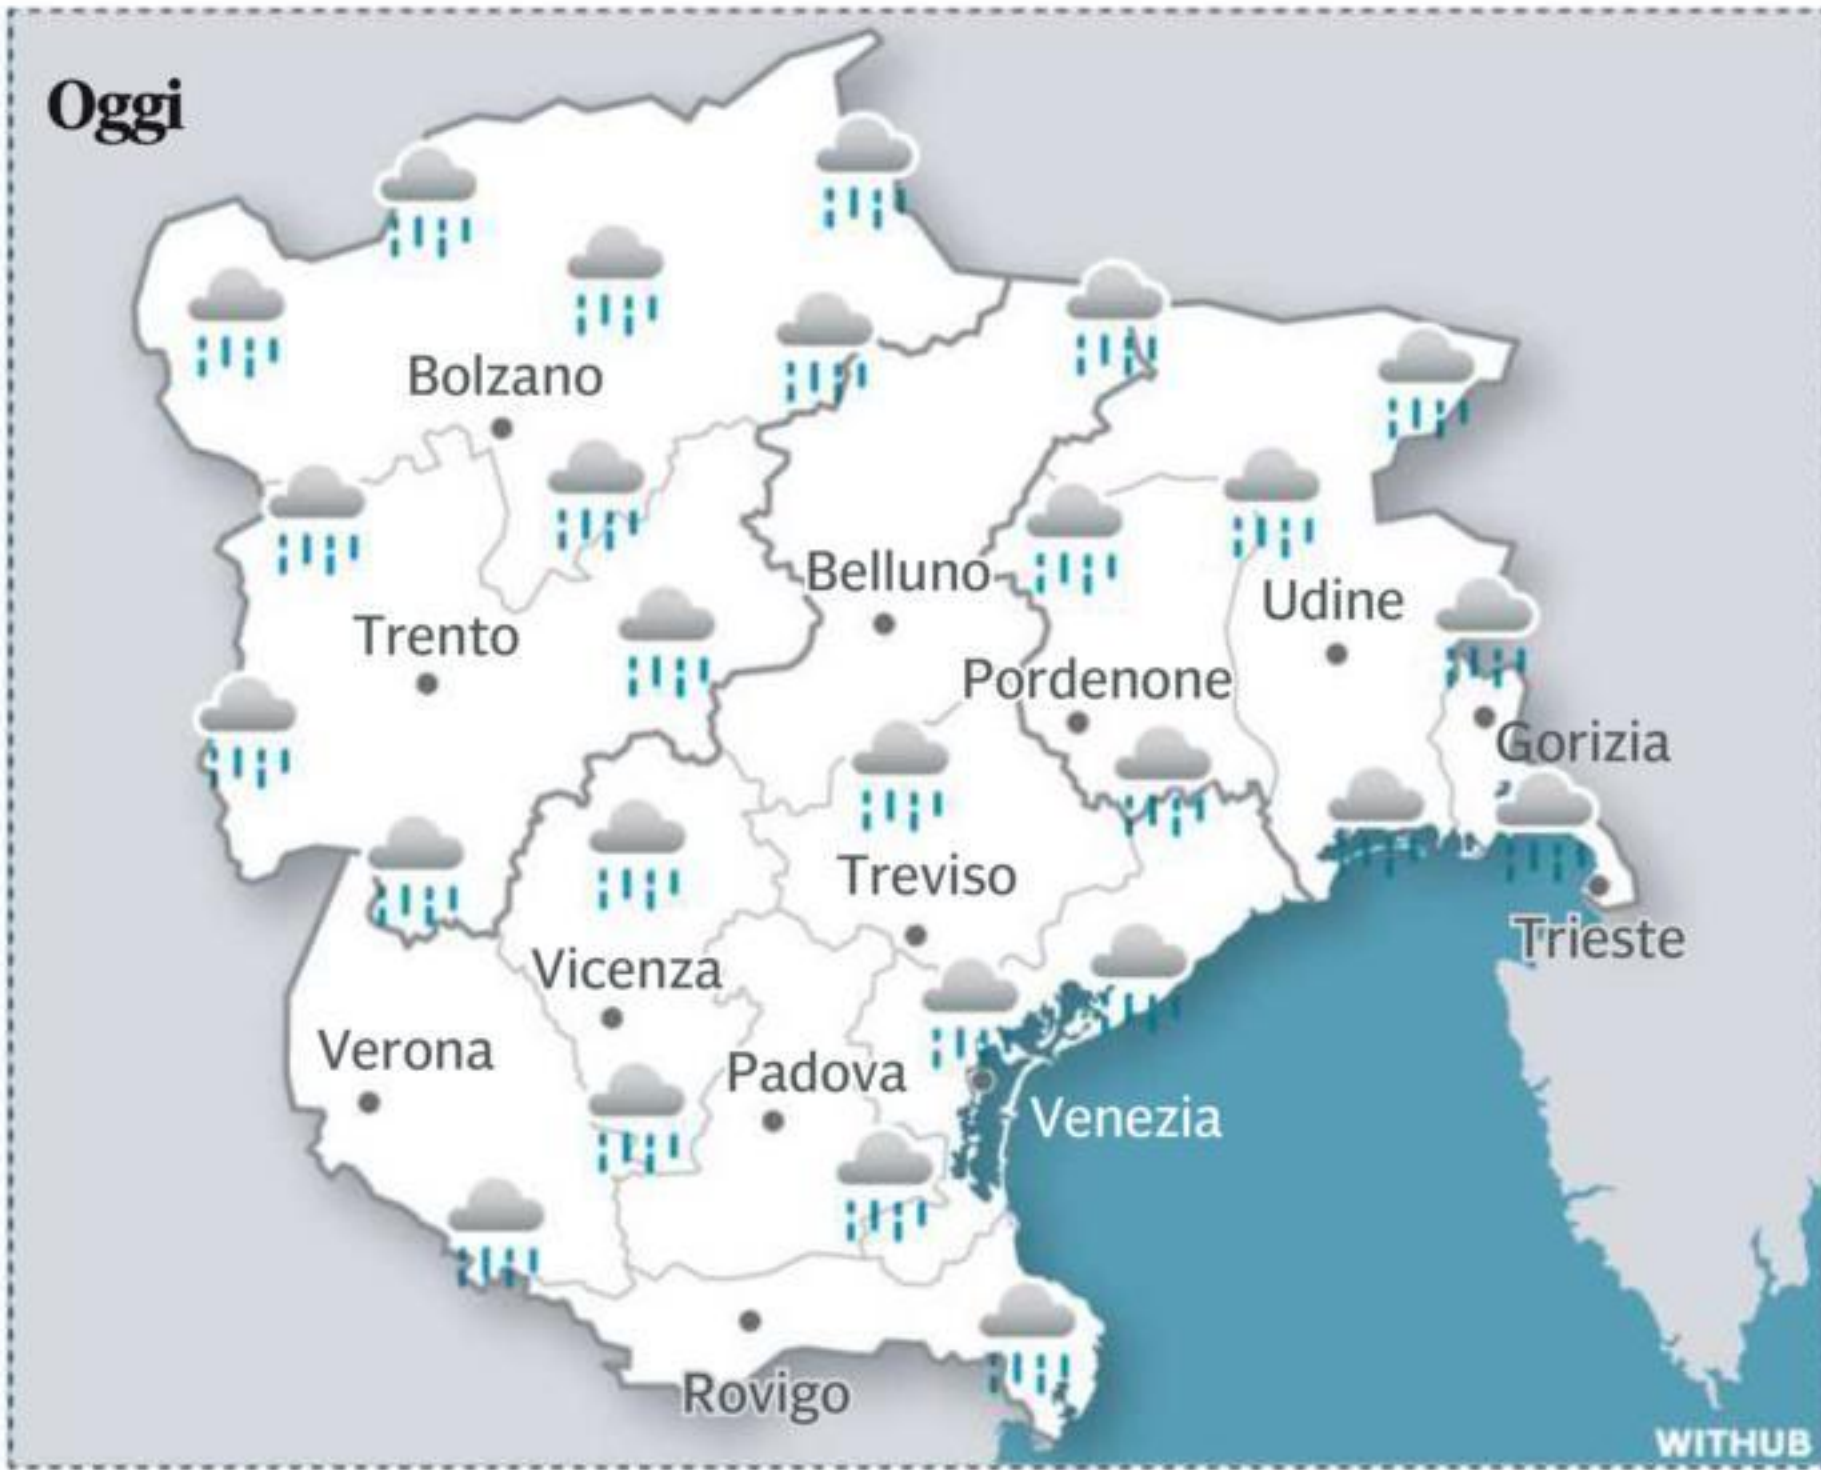 Oggi
Bolzano
Belluno
Udine
Trento
Pordenone
Gorizia
Treviso
Trieste
Vicenza
Verona
Padova
Venezia
Rovigo
WITHUB